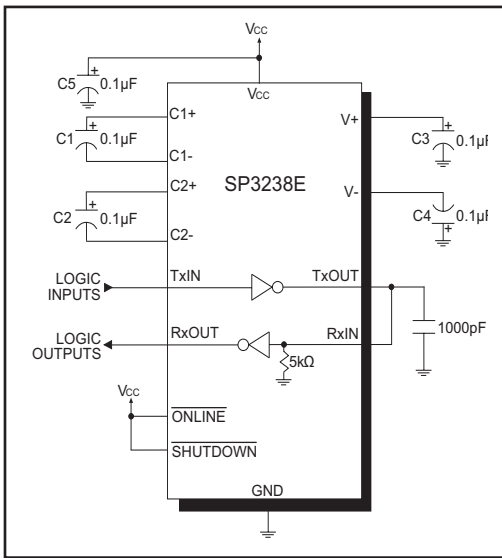 VCC
C5 + 0.1µF
VCC
C1+
V+
C1 + 0.1µF
+ C3 0.1µF
C1-
C2+
SP3238E
V-
C2 + 0.1µF
C4 0.1µF +
C2-
LOGIC INPUTS
TxIN
TxOUT
LOGIC OUTPUTS
RxOUT
RxIN
1000pF
5kΩ
VCC
ONLINE
SHUTDOWN
GND